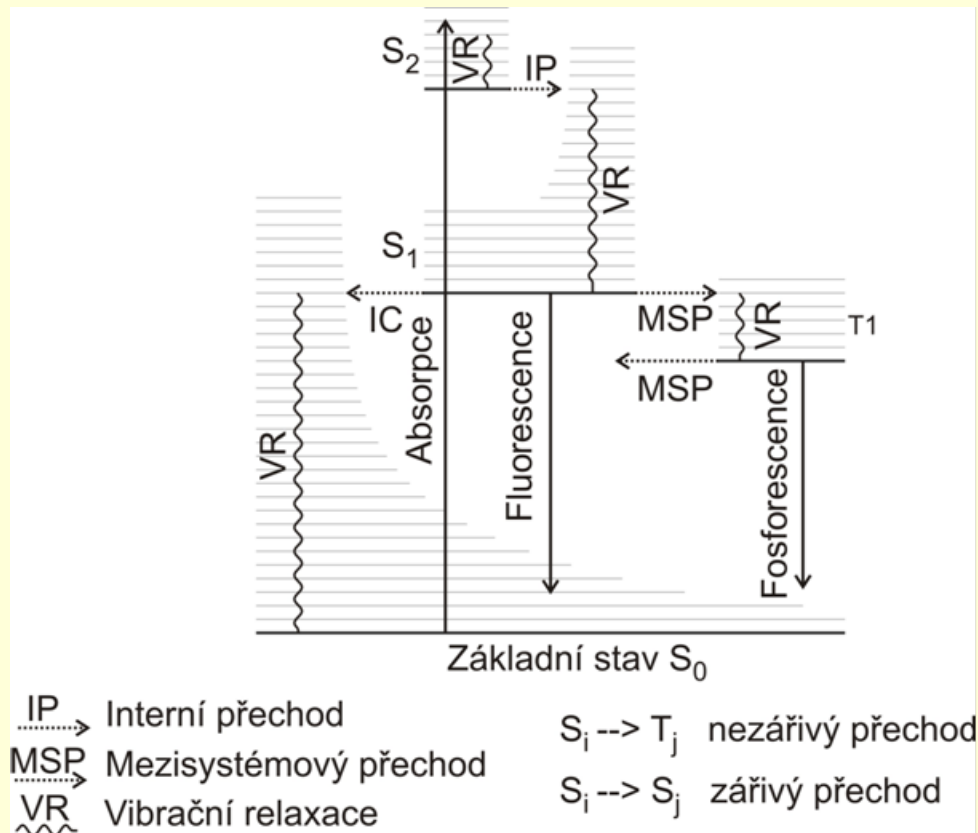 S2
VR
IP
VR
S1
IC
MSP
VR
T1
MSP
Absorpce
Fluorescence
Fosforescence
VR
Základní stav S0
IP Interní přechod
MSP Mezisystémový přechod
VR Vibrační relaxace
Si --> Tj nezářivý přechod
Si --> Sj zářivý přechod